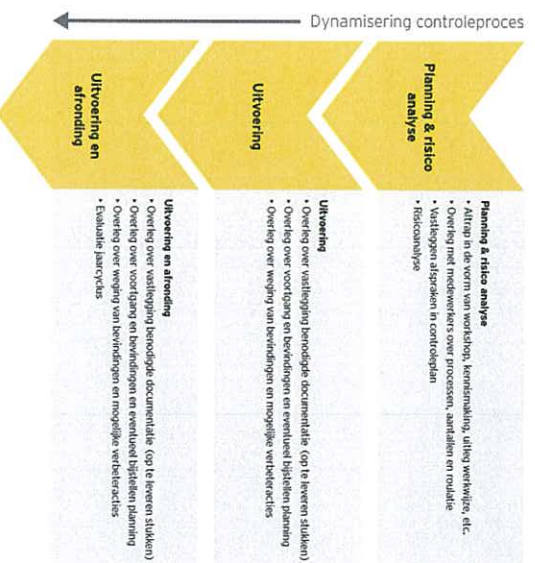 Dynamisering controleproces
Planning & risico
analyse
Planning & risico analyse
• Aftrap in de vorm van workshop, kennismaking, uitleg werkwijze, etc.
• Overleg met medewerkers over processen, aantallen en roulatie
• Vastleggen afspraken in controleplan
• Risicoanalyse
Uitvoering
Uitvoering
• Overleg over vastlegging benodigde documentatie (op te leveren stukken)
• Overleg over voortgang en bevindingen en eventueel bijstellen planning
• Overleg over weging van bevindingen en mogelijke verbeteracties
Uitvoering en
afronding
Uitvoering en afronding
• Overleg over vastlegging benodigde documentatie (op te leveren stukken)
• Overleg over voortgang en bevindingen en eventueel bijstellen planning
• Overleg over weging van bevindingen en mogelijke verbeteracties
• Evaluatie jaarcyclus